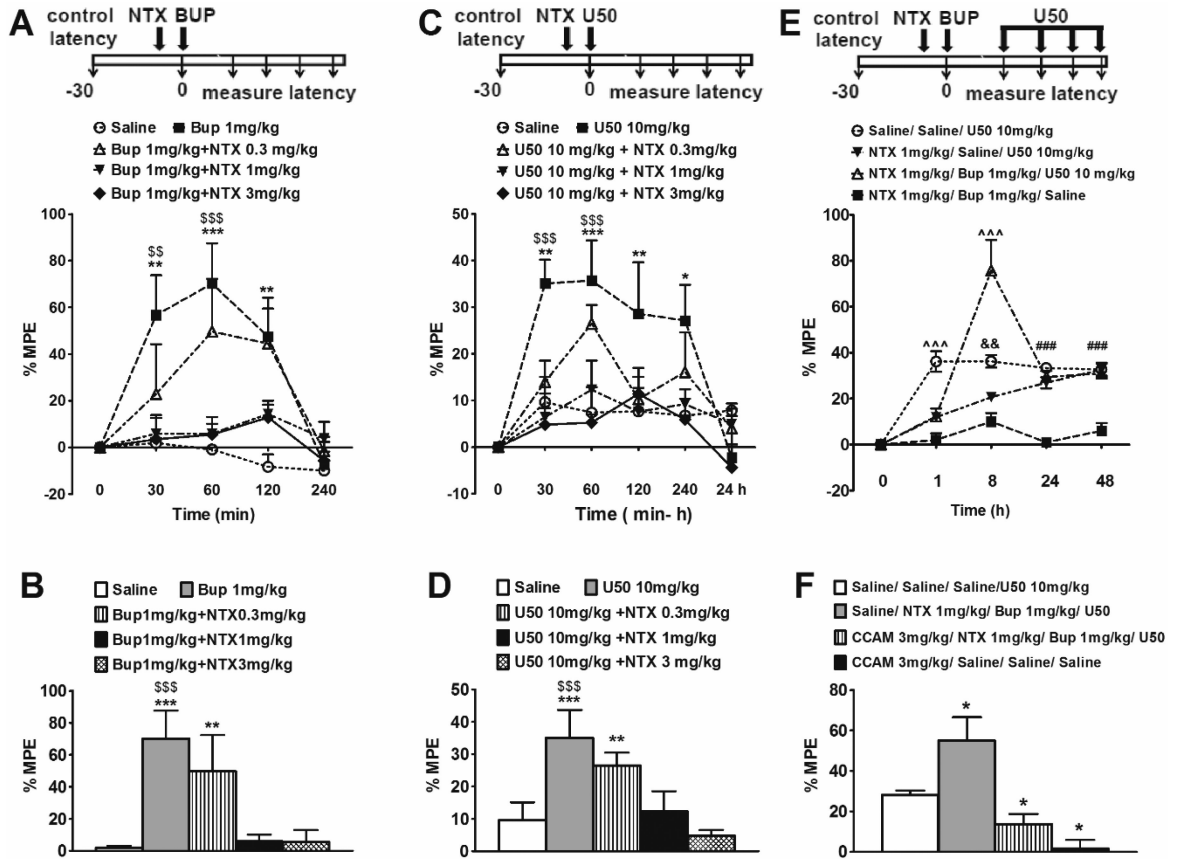 A
control
latency
NTX BUP
-30
0
measure latency
Saline
Bup 1mg/kg
Bup 1mg/kg+NTX 0.3 mg/kg
Bup 1mg/kg+NTX 1mg/kg
Bup 1mg/kg+NTX 3mg/kg
% MPE
100
80
60
40
20
0
-20
$$
**
$$$
***
**
0 30 60 120 240
Time (min)
C
control
latency
NTX U50
-30
0
measure latency
Saline
U50 10mg/kg
U50 10 mg/kg + NTX 0.3mg/kg
U50 10 mg/kg + NTX 1mg/kg
U50 10 mg/kg + NTX 3mg/kg
% MPE
50
40
30
20
10
0
-10
$$$
**
$$$
***
**
*
0 30 60 120 240 24 h
Time ( min- h)
E
control
latency
NTX BUP
U50
-30
0
measure latency
Saline/ Saline/ U50 10mg/kg
NTX 1mg/kg/ Saline/U50 10mg/kg
NTX 1mg/kg/ Bup 1mg/kg/ U50 10 mg/kg
NTX 1mg/kg/ Bup 1mg/kg/ Saline
% MPE
100
80
60
40
20
0
-20
^^^
^^^
&&
###
###
0 1 8 24 48
Time (h)
B
Saline
Bup 1mg/kg
Bup1mg/kg+NTX0.3mg/kg
Bup1mg/kg+NTX1mg/kg
Bup1mg/kg+NTX3mg/kg
% MPE
100
80
60
40
20
0
$$$
***
**
D
Saline
U50 10mg/kg
U50 10mg/kg +NTX 0.3mg/kg
U50 10mg/kg +NTX 1mg/kg
U50 10mg/kg +NTX 3 mg/kg
% MPE
50
40
30
20
10
0
$$$
***
**
F
Saline/ Saline/ Saline/U50 10mg/kg
Saline/ NTX 1mg/kg/ Bup 1mg/kg/ U50
CCAM 3mg/kg/ NTX 1mg/kg/ Bup 1mg/kg/ U50
CCAM 3mg/kg/ Saline/ Saline/ Saline
% MPE
80
60
40
20
0
*
*
*